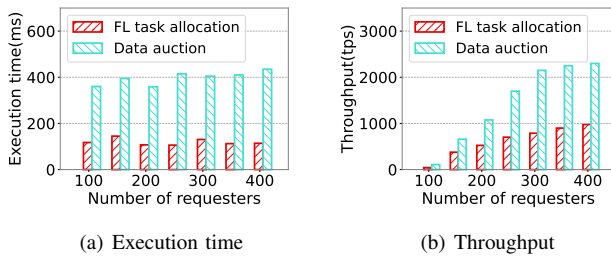 Execution time(ms)
600
400
200
0
FL task allocation
Data auction
100 200 300 400
Number of requesters
(a) Execution time
Throughput(tps)
3000
2000
1000
0
FL task allocation
Data auction
100 200 300 400
Number of requesters
(b) Throughput